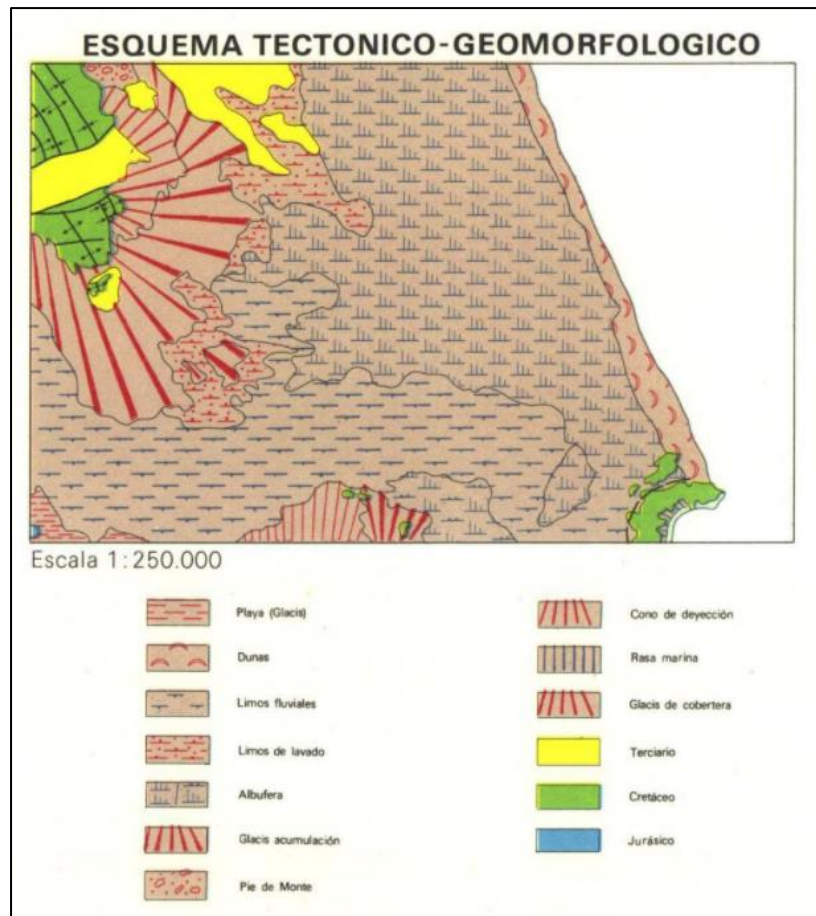 ESQUEMA TECTONICO-GEOMORFOLOGICO
Escala 1:250.000
Playa (Glacis)
Dunas
Limos fluviales
Limos de lavado
Albufera
Glacis acumulación
Pie de Monte
Cono de deyección
Rasa marina
Glacis de cobertera
Terciario
Cretáceo
Jurásico